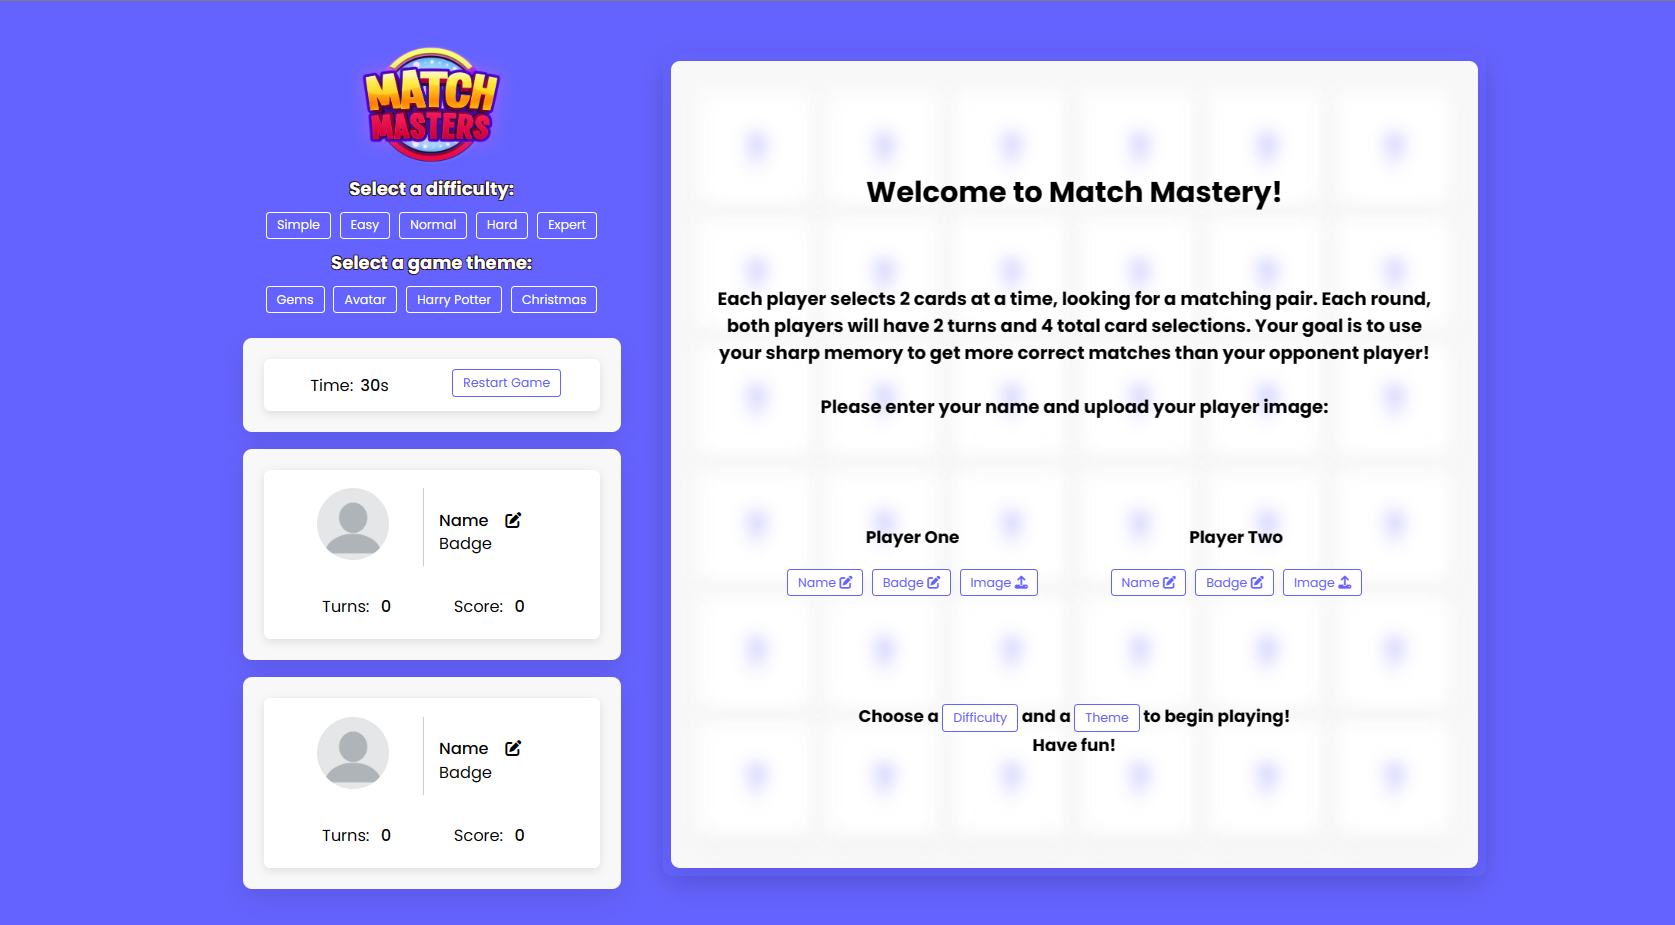 MATCH
MASTERS
Select a difficulty:
Simple Easy Normal Hard Expert
Select a game theme:
Gems Avatar Harry Potter Christmas
Time: 30s Restart Game
Name
Badge
Turns: 0 Score: 0
Name
Badge
Turns: 0 Score: 0
Welcome to Match Mastery!
Each player selects 2 cards at a time, looking for a matching pair. Each round,
both players will have 2 turns and 4 total card selections. Your goal is to use
your sharp memory to get more correct matches than your opponent player!
Please enter your name and upload your player image:
Player One Player Two
Name Badge Image Name Badge Image
Choose a Difficulty and a Theme to begin playing!
Have fun!